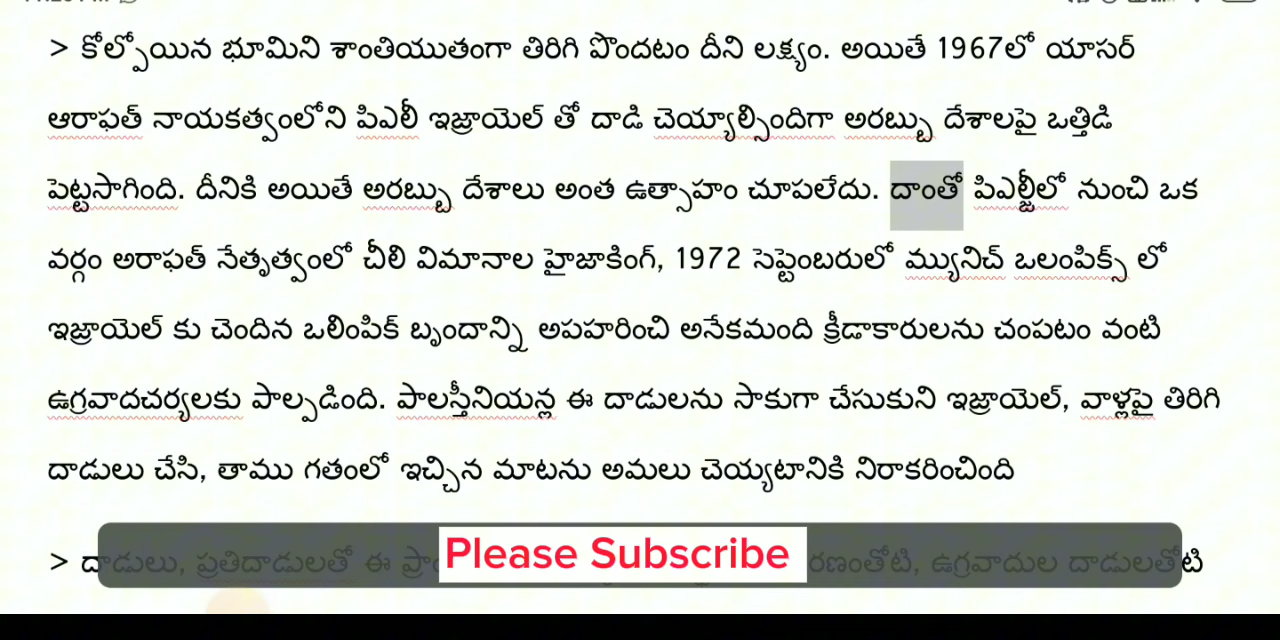 > కోల్పోయిన భూమిని శాంతియుతంగా తిరిగి పొందటం దీని లక్ష్యం. అయితే 1967లో యాసర్
ఆరాఫత్ నాయకత్వంలోని పిఎలీ ఇజ్రాయెల్ తో దాడి చెయ్యాల్సిందిగా అరబ్బు దేశాలపై ఒత్తిడి
పెట్టసాగింది. దీనికి అయితే అరబ్బు దేశాలు అంత ఉత్సాహం చూపలేదు. దాంతో పిఎల్జీలో నుంచి ఒక
వర్గం అరాఫత్ నేతృత్వంలో చీలి విమానాల హైజాకింగ్, 1972 సెప్టెంబరులో మ్యునిచ్ ఒలంపిక్స్ లో
ఇజ్రాయెల్ కు చెందిన ఒలింపిక్ బృందాన్ని అపహరించి అనేకమంది క్రీడాకారులను చంపటం వంటి
ఉగ్రవాదచర్యలకు పాల్పడింది. పాలస్తీనియన్ల ఈ దాడులను సాకుగా చేసుకుని ఇజ్రాయెల్, వాళ్లపై తిరిగి
దాడులు చేసి, తాము గతంలో ఇచ్చిన మాటను అమలు చెయ్యటానికి నిరాకరించింది
> దాడులు, ప్రతిదాడులతో ఈ ఉగ్రవాదుల దాడులతోటి
Please Subscribe